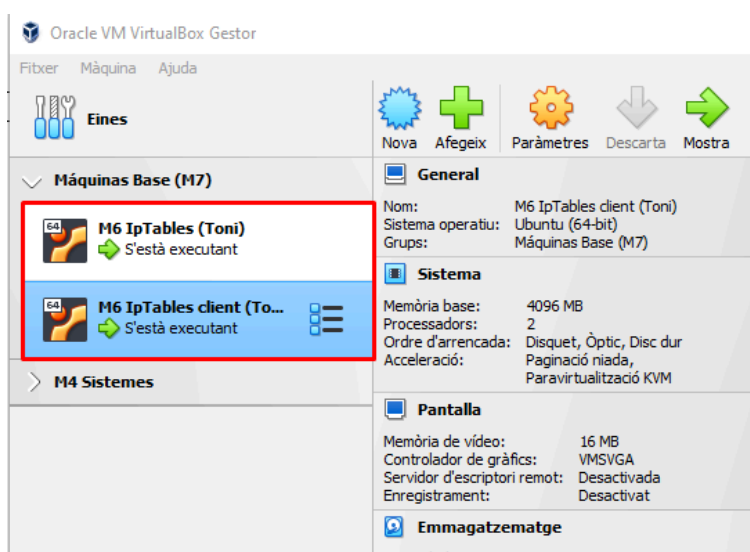 Oracle VM VirtualBox Gestor
Fitxer Màquina Ajuda
Eines
Nova Afegeix Paràmetres Descarta Mostra
Máquinas Base (M7)
64
M6 IpTables (Toni)
S'està executant
64
M6 IpTables client (To...
S'està executant
M4 Sistemes
General
Nom: M6 IpTables client (Toni)
Sistema operatiu: Ubuntu (64-bit)
Grups: Máquinas Base (M7)
Sistema
Memòria base: 4096 MB
Processadors: 2
Ordre d'arrencada: Disquet, Òptic, Disc dur
Acceleració: Paginació niada,
Paravirtualització KVM
Pantalla
Memòria de vídeo: 16 MB
Controlador de gràfics: VMSVGA
Servidor d'escriptori remot: Desactivada
Enregistrament: Desactivat
Emmagatzematge